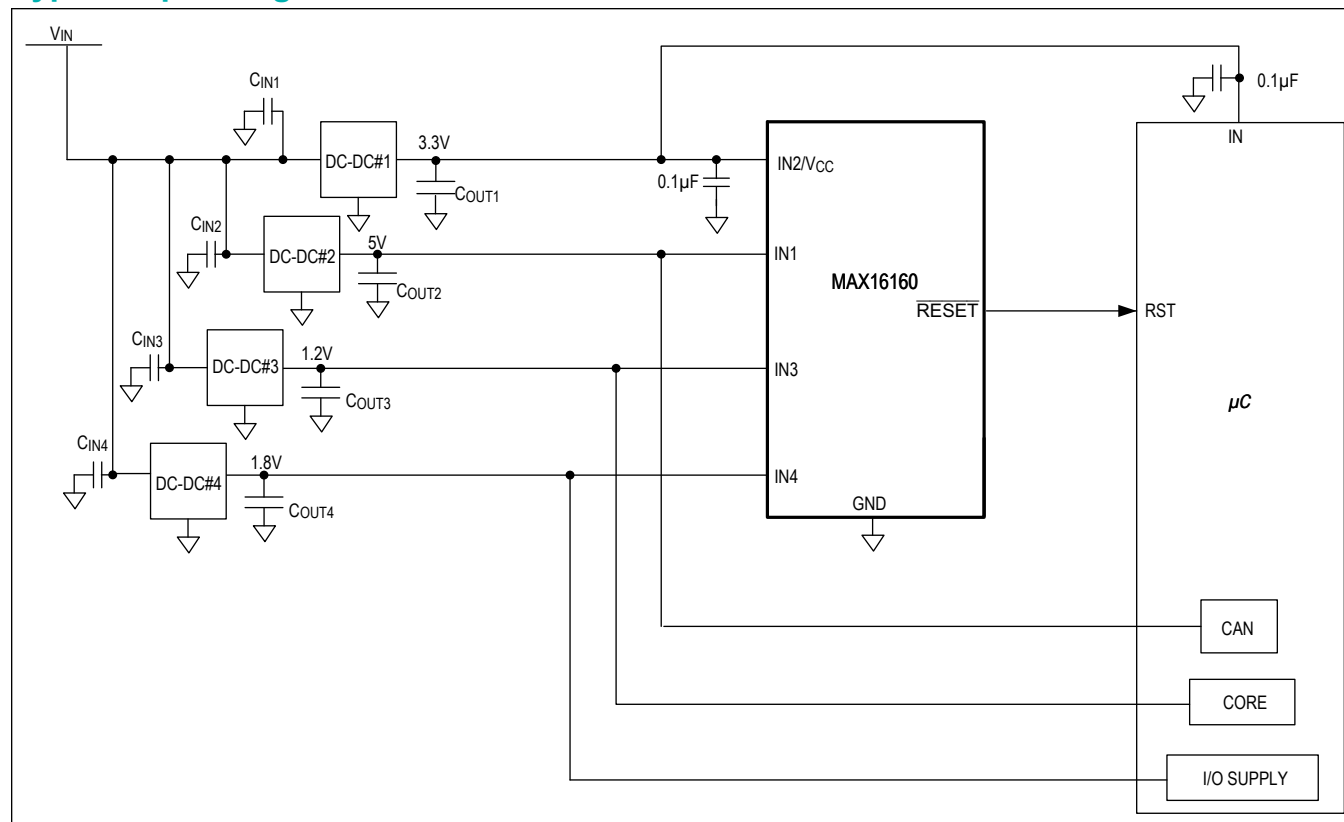 VIN
CIN1
0.1µF
IN
DC-DC#1
3.3V
COUT1
0.1µF
IN2/VCC
CIN2
DC-DC#2
5V
COUT2
IN1
MAX16160
RESET
RST
CIN3
DC-DC#3
1.2V
COUT3
IN3
µC
CIN4
DC-DC#4
1.8V
COUT4
IN4
GND
CAN
CORE
I/O SUPPLY